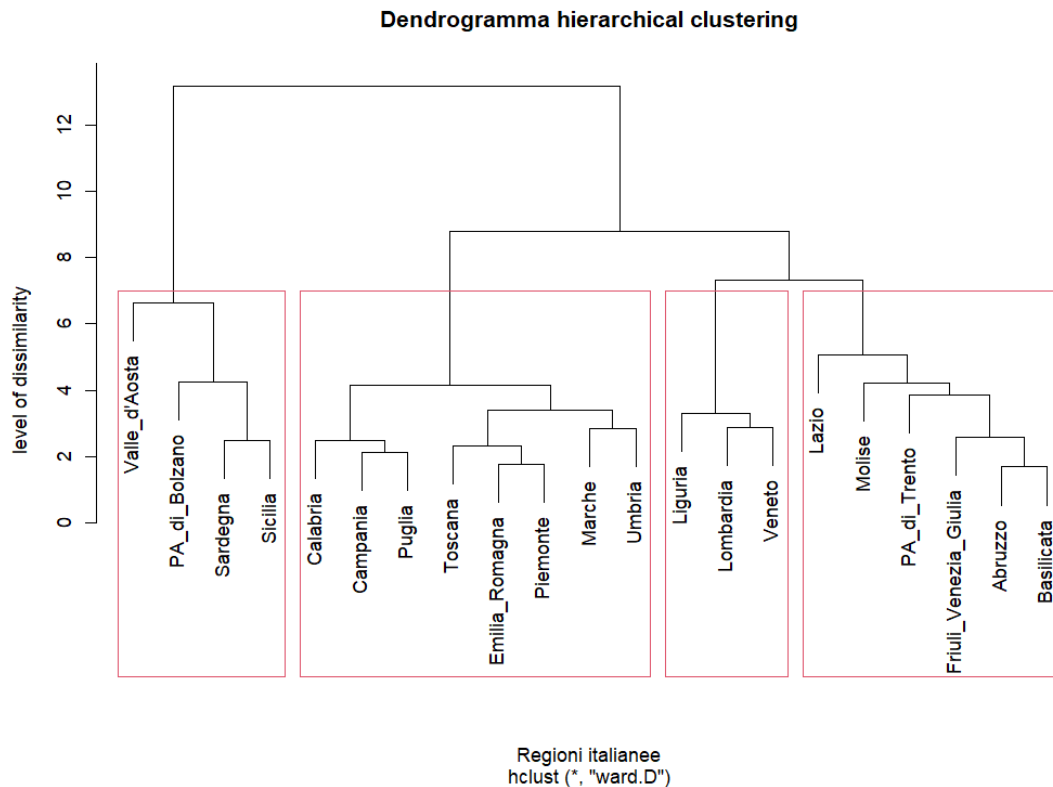 Dendrogramma hierarchical clustering
level of dissimilarity
12
10
8
6
4
2
0
Valle_d'Aosta
PA_di_Bolzano
Sardegna
Sicilia
Calabria
Campania
Puglia
Toscana
Emilia_Romagna
Piemonte
Marche
Umbria
Liguria
Lombardia
Veneto
Lazio
Molise
PA_di_Trento
Friuli_Venezia_Giulia
Abruzzo
Basilicata
Regioni italianee
hclust (*, "ward.D")